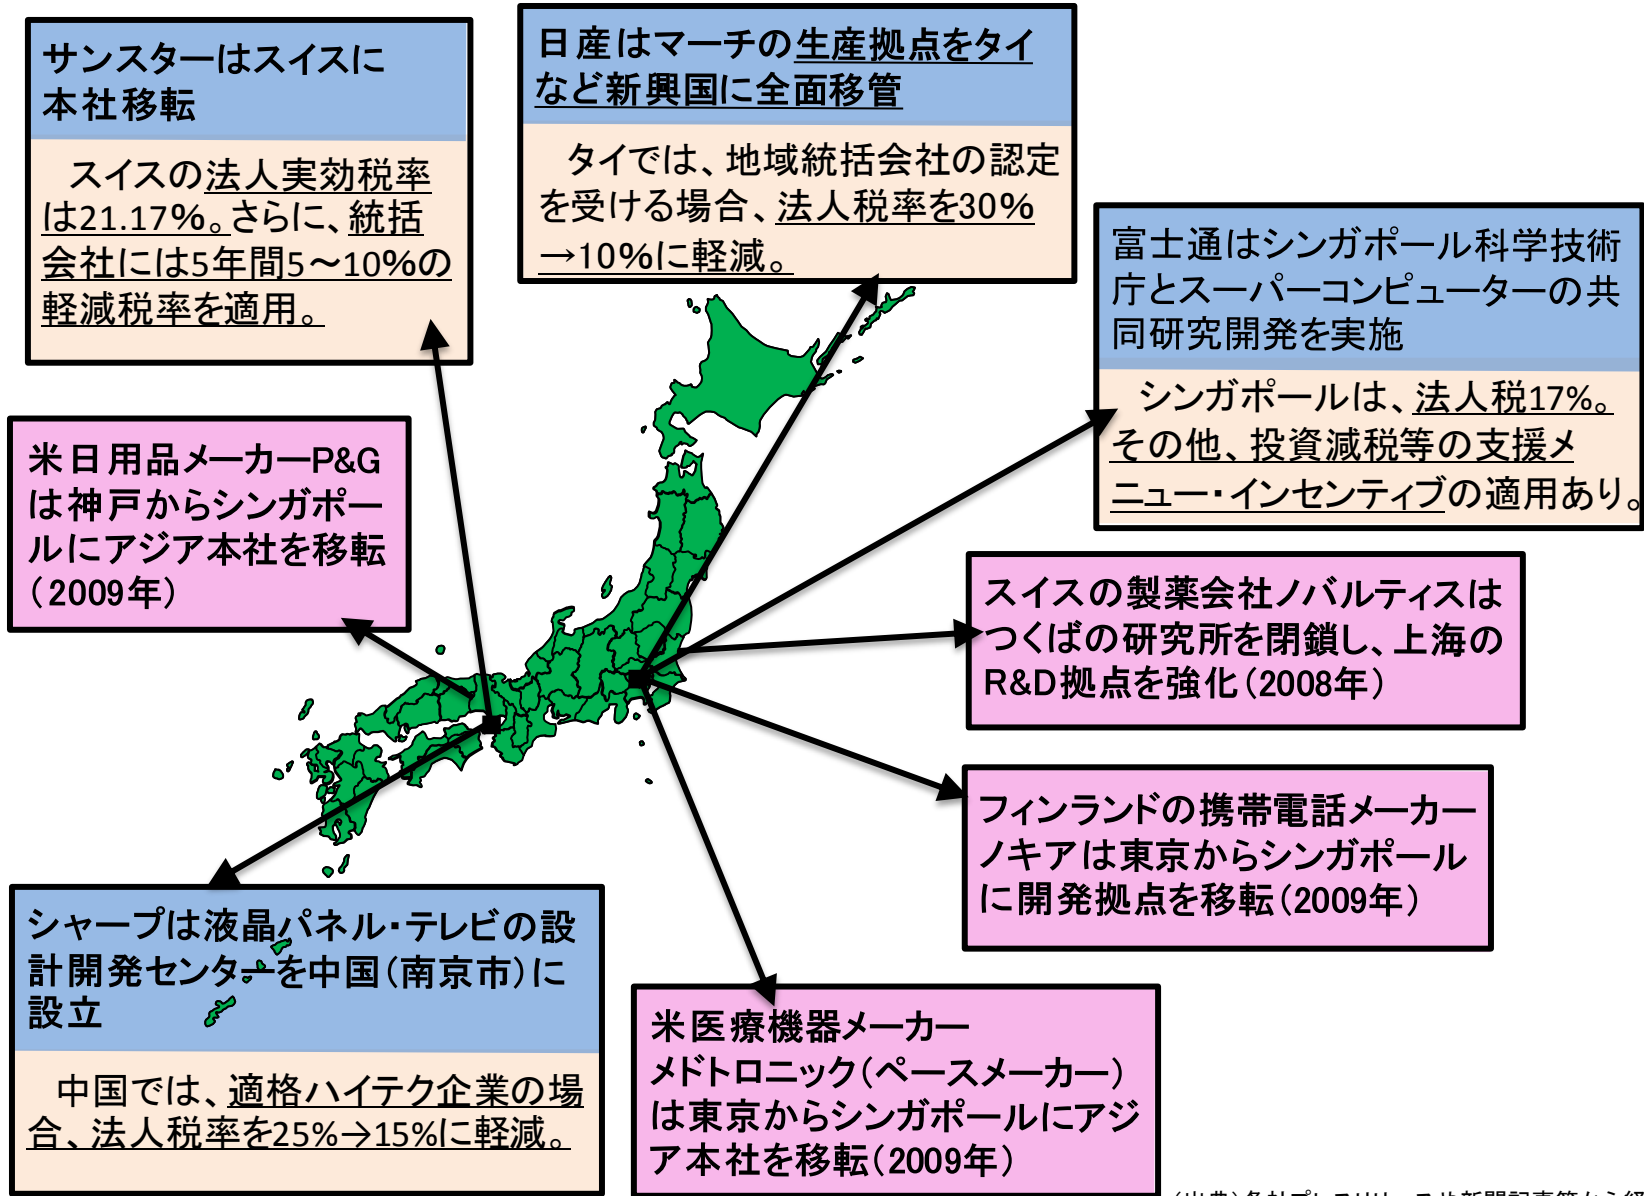 サンスターはスイスに
本社移転
スイスの法人実効税率
は21.17%。さらに、統括
会社には5年間5～10%の
軽減税率を適用。
日産はマーチの生産拠点をタイ
など新興国に全面移管
タイでは、地域統括会社の認定
を受ける場合、法人税率を30%
→10%に軽減。
富士通はシンガポール科学技術
庁とスーパーコンピューターの共
同研究開発を実施
シンガポールは、法人税17%。
その他、投資減税等の支援メ
ニュー・インセンティブの適用あり。
米日用品メーカーP&G
は神戸からシンガポー
ルにアジア本社を移転
（2009年）
スイスの製薬会社ノバルティスは
つくばの研究所を閉鎖し、上海の
R&D拠点を強化（2008年）
フィンランドの携帯電話メーカー
ノキアは東京からシンガポール
に開発拠点を移転（2009年）
シャープは液晶パネル・テレビの設
計開発センターを中国（南京市）に
設立
中国では、適格ハイテク企業の場
合、法人税率を25%→15%に軽減。
米医療機器メーカー
メドトロニック（ペースメーカー）
は東京からシンガポールにアジ
ア本社を移転（2009年）